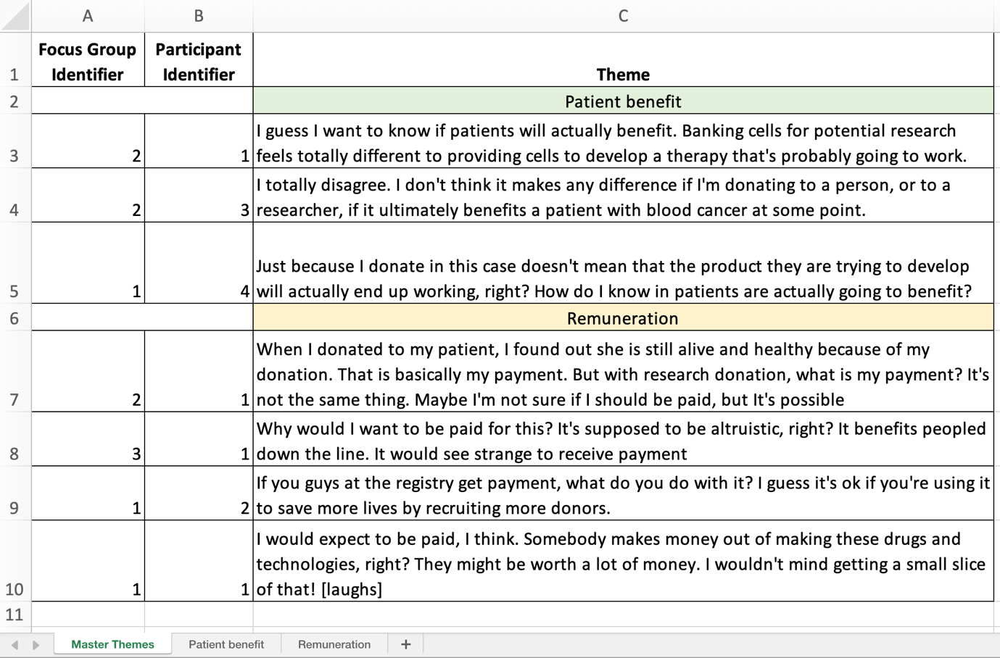 A B C
Focus Group Participant
1 Identifier Identifier Theme
2 Patient benefit
I guess I want to know if patients will actually benefit. Banking cells for potential research
3 2 1 feels totally different to providing cells to develop a therapy that's probably going to work.
I totally disagree. I don't think it makes any difference if I'm donating to a person, or to a
4 2 3 researcher, if it ultimately benefits a patient with blood cancer at some point.
Just because I donate in this case doesn't mean that the product they are trying to develop
5 1 4 will actually end up working, right? How do I know in patients are actually going to benefit?
6 Remuneration
When I donated to my patient, I found out she is still alive and healthy because of my
donation. That is basically my payment. But with research donation, what is my payment? It's
7 2 1 not the same thing. Maybe I'm not sure if I should be paid, but It's possible
Why would I want to be paid for this? It's supposed to be altruistic, right? It benefits peopled
8 3 1 down the line. It would see strange to receive payment
If you guys at the registry get payment, what do you do with it? I guess it's ok if you're using it
9 1 2 to save more lives by recruiting more donors.
I would expect to be paid, I think. Somebody makes money out of making these drugs and
technologies, right? They might be worth a lot of money. I wouldn't mind getting a small slice
10 1 1 of that! [laughs]
11
Master Themes Patient benefit Remuneration +